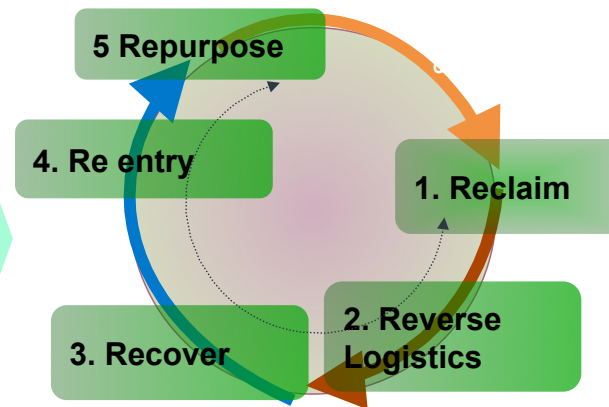 5 Repurpose
4. Re entry
1. Reclaim
2. Reverse
Logistics
3. Recover